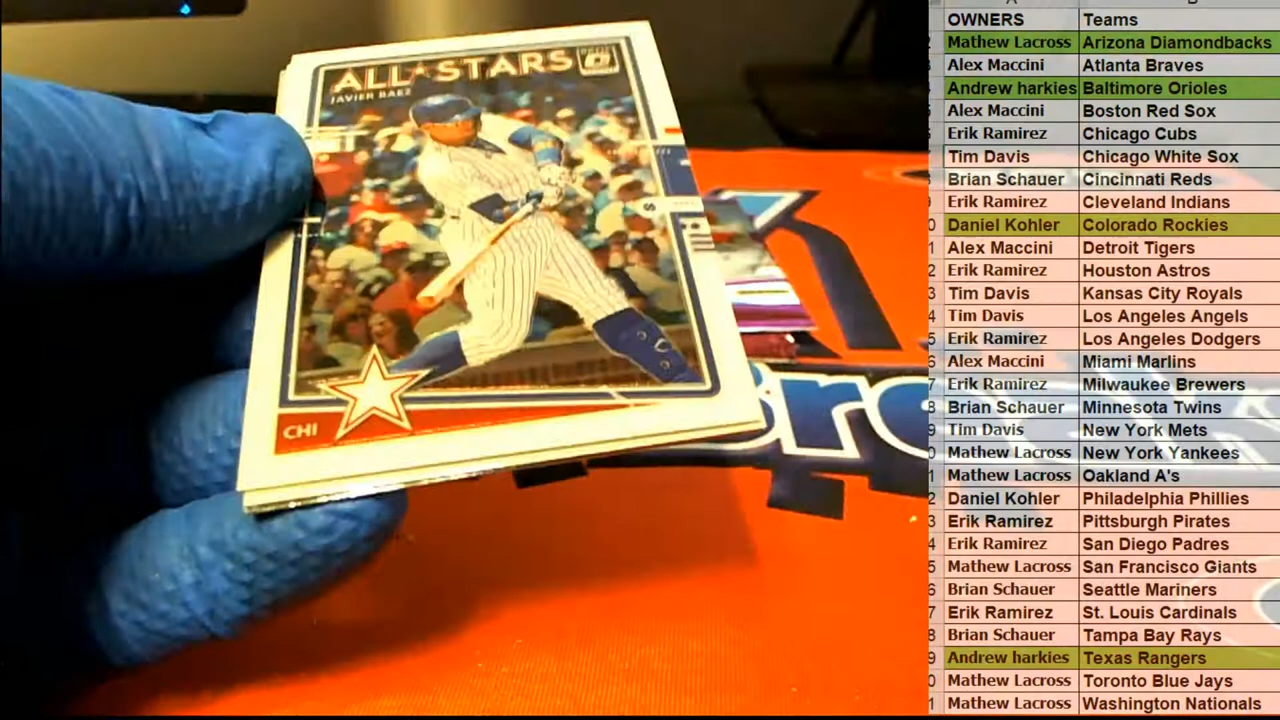 ALL★STARS
JAVIER BAEZ
CHI
OWNERS Teams
Mathew Lacross Arizona Diamondbacks
Alex Maccini Atlanta Braves
Andrew harkies Baltimore Orioles
Alex Maccini Boston Red Sox
Erik Ramirez Chicago Cubs
Tim Davis Chicago White Sox
Brian Schauer Cincinnati Reds
Erik Ramirez Cleveland Indians
Daniel Kohler Colorado Rockies
Alex Maccini Detroit Tigers
Erik Ramirez Houston Astros
Tim Davis Kansas City Royals
Tim Davis Los Angeles Angels
Erik Ramirez Los Angeles Dodgers
Alex Maccini Miami Marlins
Erik Ramirez Milwaukee Brewers
Brian Schauer Minnesota Twins
Tim Davis New York Mets
Mathew Lacross New York Yankees
Mathew Lacross Oakland A's
Daniel Kohler Philadelphia Phillies
Erik Ramirez Pittsburgh Pirates
Erik Ramirez San Diego Padres
Mathew Lacross San Francisco Giants
Brian Schauer Seattle Mariners
Erik Ramirez St. Louis Cardinals
Brian Schauer Tampa Bay Rays
Andrew harkies Texas Rangers
Mathew Lacross Toronto Blue Jays
Mathew Lacross Washington Nationals